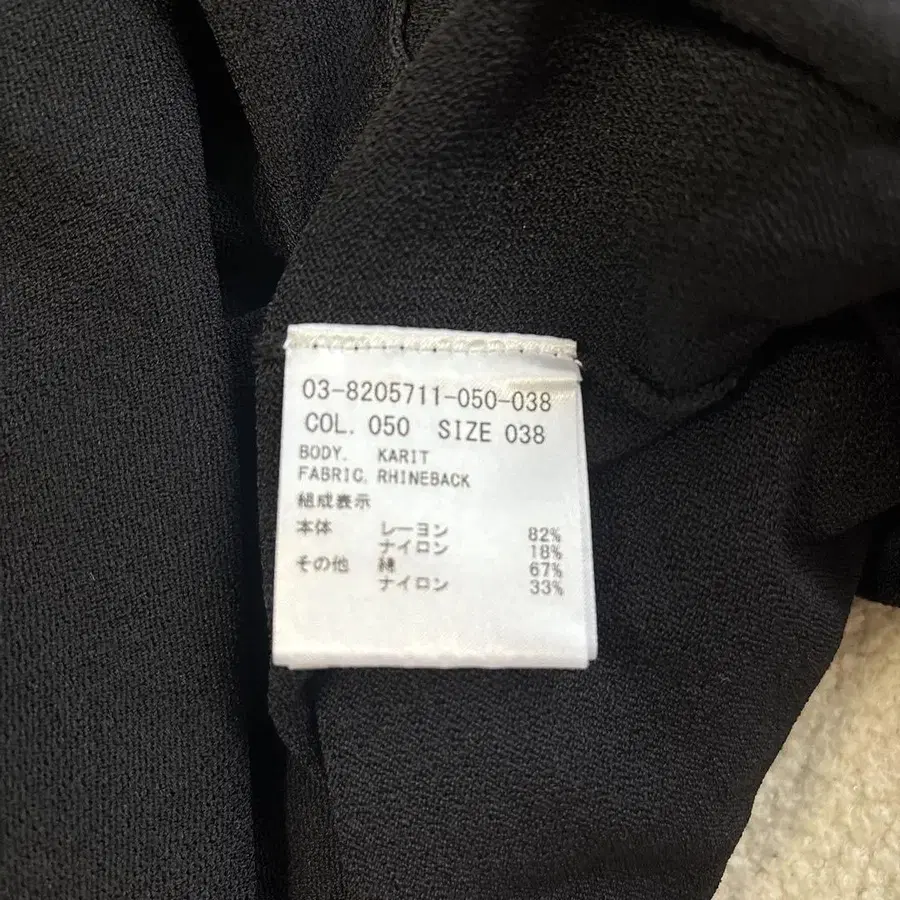 03-8205711-050-038
COL. 050 SIZE 038
BODY. KARIT
FABRIC. RHINEBACK
組成表示
本体 レーヨン 82%
ナイロン 18%
その他 綿 67%
ナイロン 33%